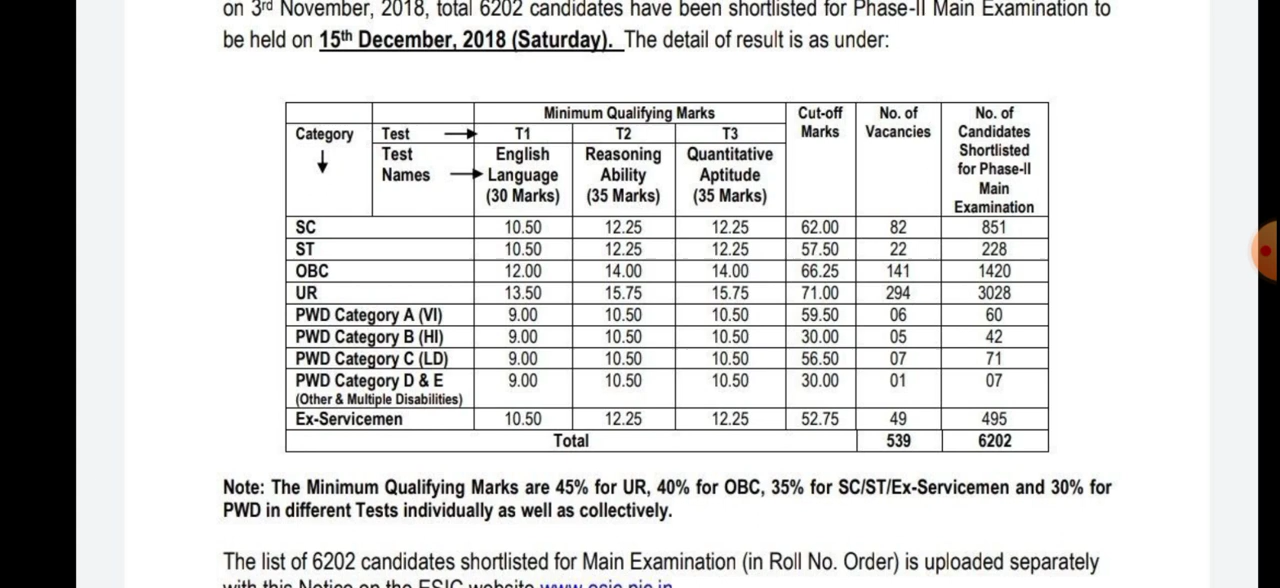 on 3rd November, 2018, total 6202 candidates have been shortlisted for Phase-II Main Examination to
be held on 15th December, 2018 (Saturday). The detail of result is as under:
Category Test Minimum Qualifying Marks Cut-off Marks No. of Vacancies No. of Candidates Shortlisted for Phase-II Main Examination
T1 T2 T3
Test Names English Language (30 Marks) Reasoning Ability (35 Marks) Quantitative Aptitude (35 Marks)
SC 10.50 12.25 12.25 62.00 82 851
ST 10.50 12.25 12.25 57.50 22 228
OBC 12.00 14.00 14.00 66.25 141 1420
UR 13.50 15.75 15.75 71.00 294 3028
PWD Category A (VI) 9.00 10.50 10.50 59.50 06 60
PWD Category B (HI) 9.00 10.50 10.50 30.00 05 42
PWD Category C (LD) 9.00 10.50 10.50 56.50 07 71
PWD Category D & E 9.00 10.50 10.50 30.00 01 07
(Other & Multiple Disabilities)
Ex-Servicemen 10.50 12.25 12.25 52.75 49 495
Total 539 6202
Note: The Minimum Qualifying Marks are 45% for UR, 40% for OBC, 35% for SC/ST/Ex-Servicemen and 30% for
PWD in different Tests individually as well as collectively.
The list of 6202 candidates shortlisted for Main Examination (in Roll No. Order) is uploaded separately
with this Notice on the ESIC website www.esic.nic.in